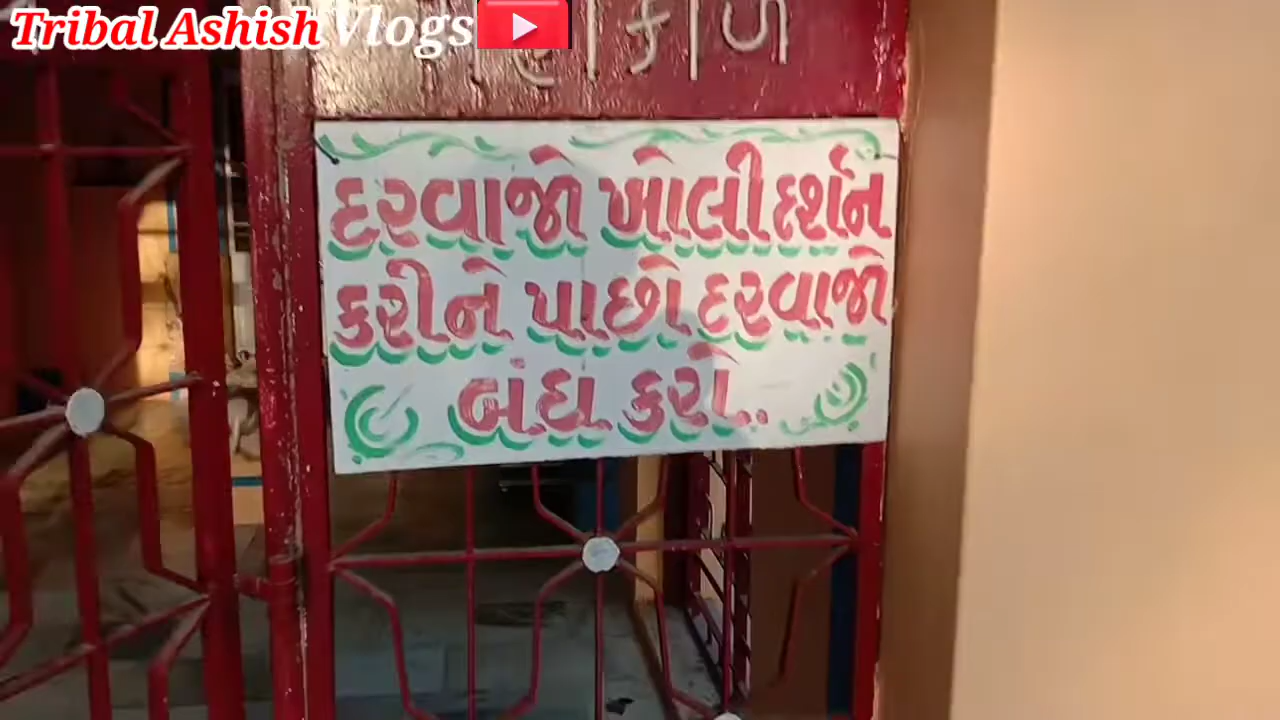 Tribal Ashish Vlogs
દરવાજો ખોલી દર્શન
કરીને પાછો દરવાજો
બંધ કરો..